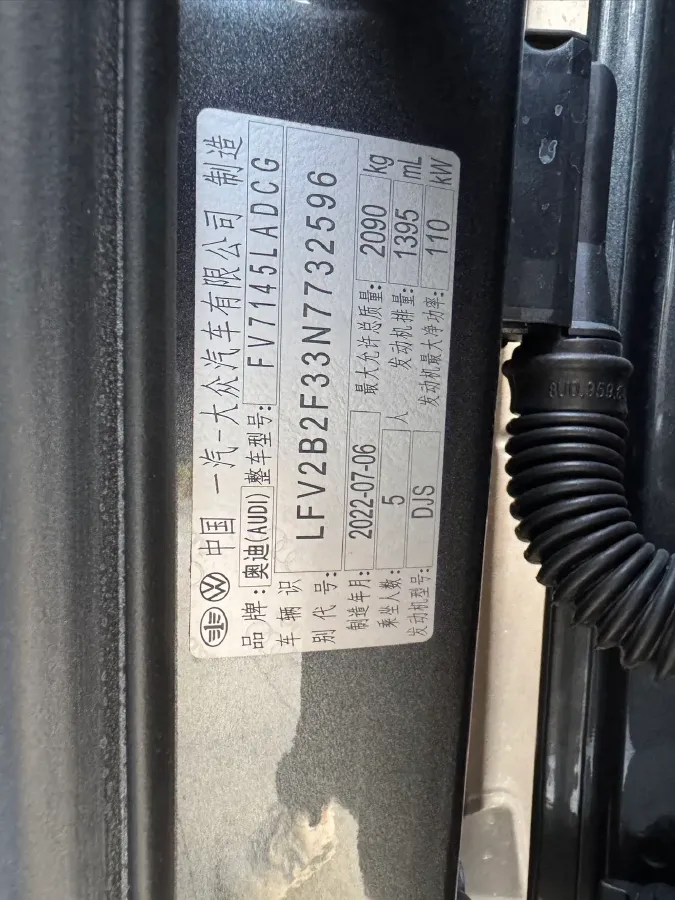 中国 一汽-大众汽车有限公司 制造
品牌: 奥迪(AUDI) 整车型号: FV7145LADCG
车辆识别代号: LFV2B2F33N7732596
制造年月: 2022-07-06 最大允许总质量: 2090 kg
乘坐人数: 5 人 发动机排量: 1395 mL
发动机型号: DJS 发动机最大净功率: 110 kW
8U0.959.